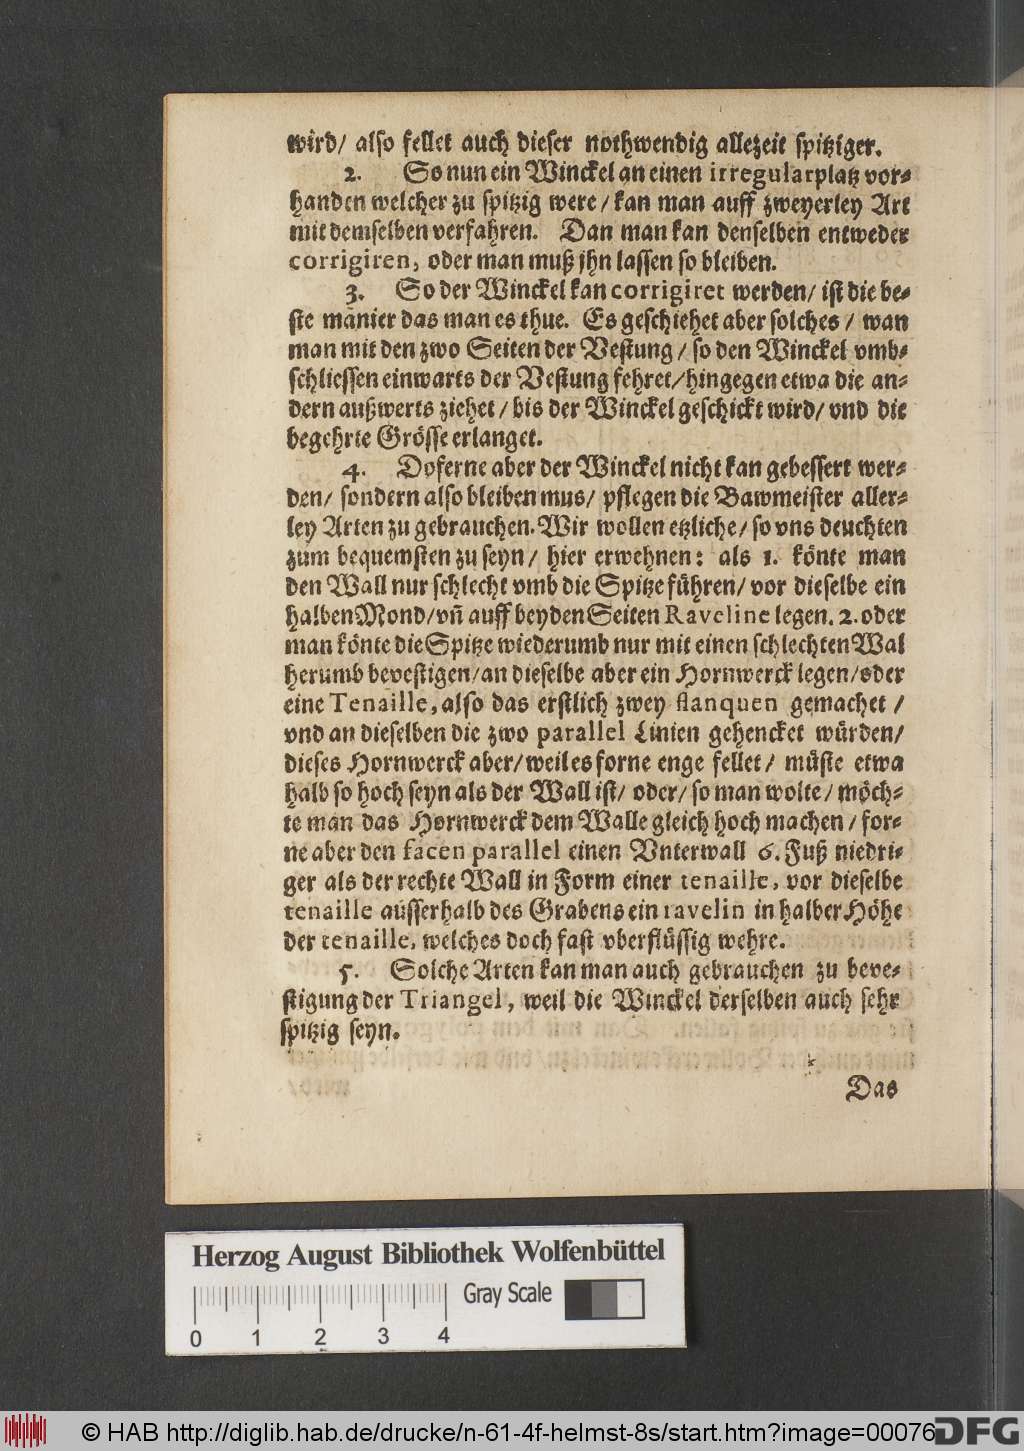 wird/ also fellet auch dieser nothwendig allezeit spitziger.
2. So nun ein Winckel an einen irregularplatz vor-
handen welcher zu spitzig were/ kan man auff zweyerley Art
mit demselben verfahren. Dan man kan denselben entweder
corrigiren, oder man muß jhn lassen so bleiben.
3. So der Winckel kan corrigiret werden/ ist die be-
ste manier das man es thue. Es geschiehet aber solches/ wan
man mit den zwo Seiten der Vestung/ so den Winckel vmb-
schliessen einwarts der Vestung fehret/ hingegen etwa die an-
dern außwerts ziehet/ bis der Winckel geschickt wird/ vnd die
begehrte Grösse erlanget.
4. Doferne aber der Winckel nicht kan gebessert wer-
den/ sondern also bleiben mus/ pflegen die Bawmeister aller-
ley Arten zu gebrauchen. Wir wollen etzliche/ so vns deuchten
zum bequemsten zu seyn/ hier erwehnen: als 1. könte man
den Wall nur schlecht vmb die Spitze führen/ vor dieselbe ein
halben Mond/ vñ auff beyden Seiten Raveline legen. 2. oder
man könte die Spitze wiederumb nur mit einen schlechten Wal
herumb bevestigen/ an dieselbe aber ein Hornwerck legen/ oder
eine Tenaille, also das erstlich zwey flanquen gemachet/
vnd an dieselben die zwo parallel Linien gehencket würden/
dieses Hornwerck aber/ weil es forne enge fellet/ müste etwa
halb so hoch seyn als der Wall ist/ oder/ so man wolte/ möch-
te man das Hornwerck dem Walle gleich hoch machen/ for-
ne aber den facen parallel einen Vnterwall 6. Fuß niedri-
ger als der rechte Wall in Form einer tenaille, vor dieselbe
tenaille ausserhalb des Grabens ein ravelin in halber Höhe
der tenaille, welches doch fast vberflüssig wehre.
5. Solche Arten kan man auch gebrauchen zu beve-
stigung der Triangel, weil die Winckel derselben auch sehr
spitzig seyn.
Das
Herzog August Bibliothek Wolfenbüttel
Gray Scale
0 1 2 3 4
© HAB http://diglib.hab.de/drucke/n-61-4f-helmst-8s/start.htm?image=00076
DFG